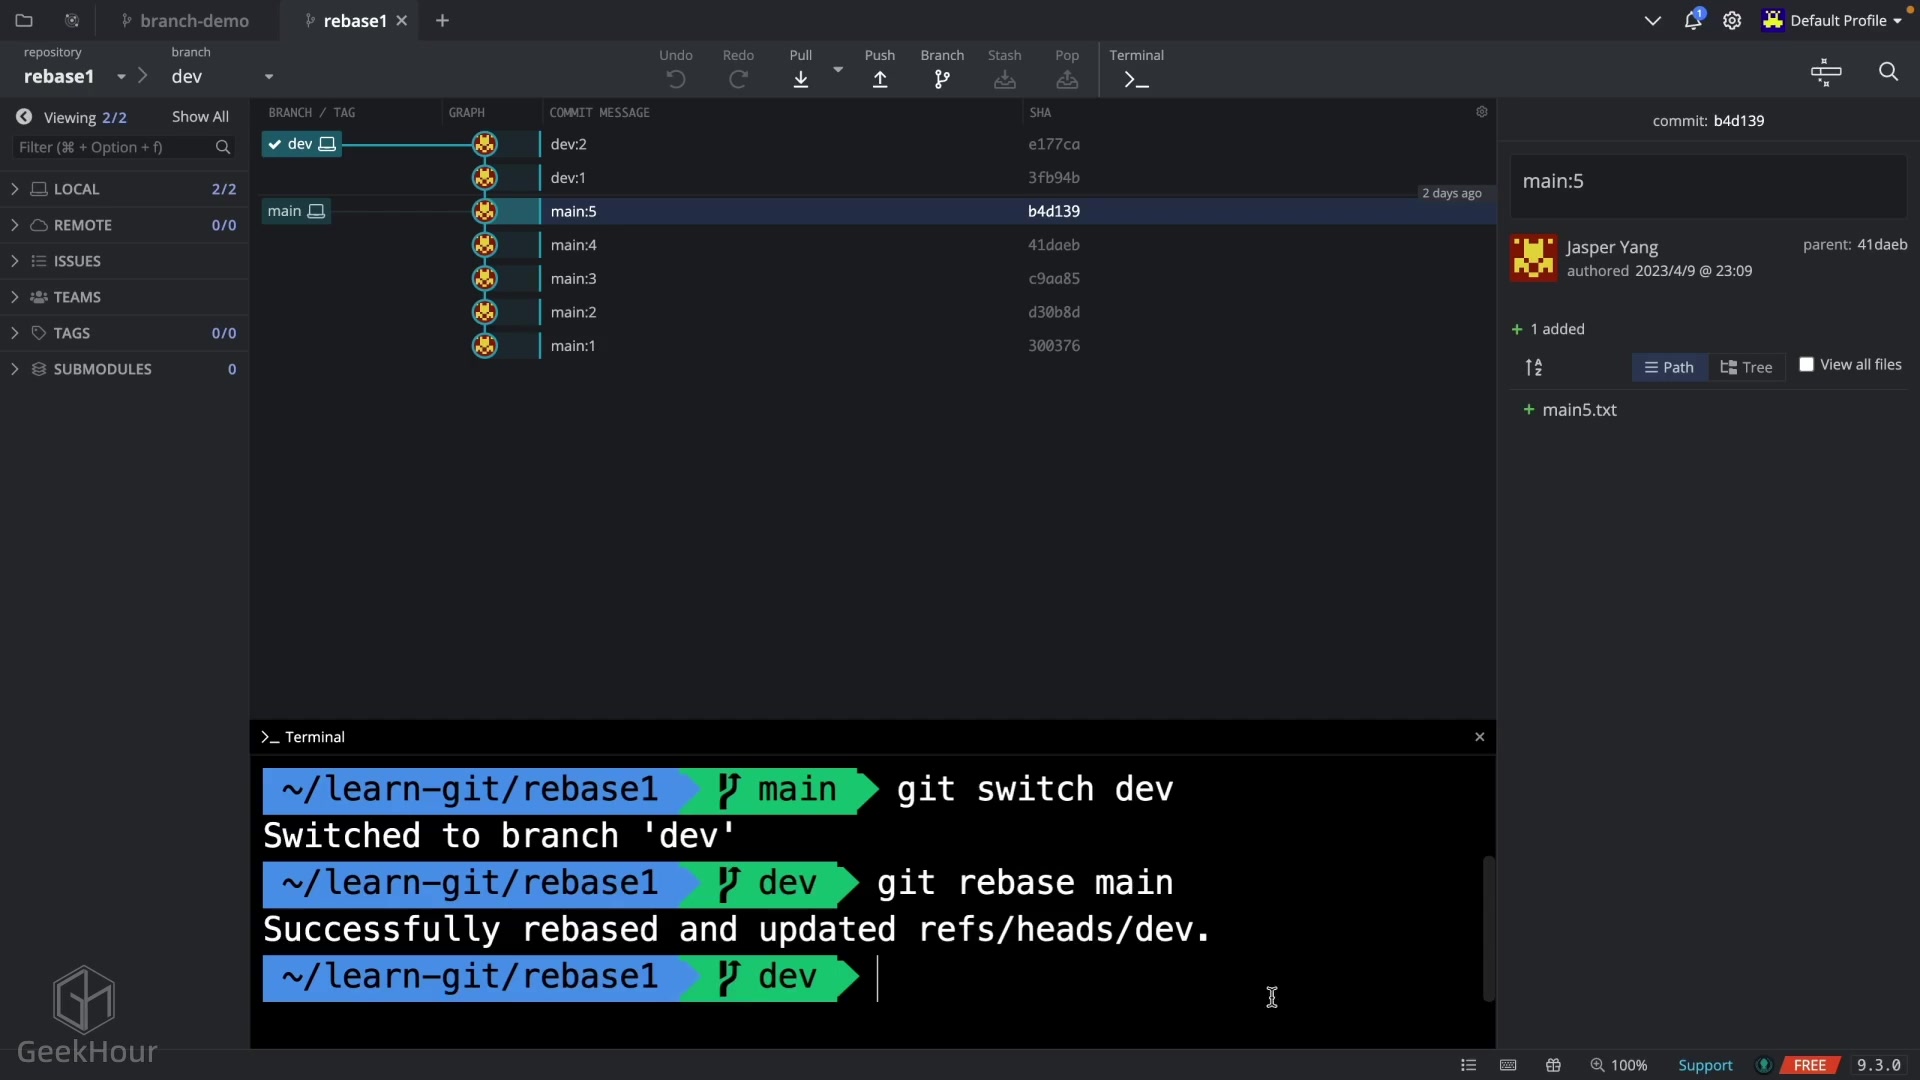 branch-demo
rebase1
1
Default Profile
repository
rebase1
branch
dev
Undo
Redo
Pull
Push
Branch
Stash
Pop
Terminal
Viewing 2/2
Show All
Filter (⌘ + Option + f)
LOCAL 2/2
REMOTE 0/0
ISSUES
TEAMS
TAGS 0/0
SUBMODULES 0
BRANCH / TAG
GRAPH
COMMIT MESSAGE
SHA
dev
dev:2
e177ca
dev:1
3fb94b
2 days ago
main
main:5
b4d139
main:4
41daeb
main:3
c9aa85
main:2
d30b8d
main:1
300376
commit: b4d139
main:5
Jasper Yang
authored 2023/4/9 @ 23:09
parent: 41daeb
+ 1 added
Path
Tree
View all files
+ main5.txt
>_ Terminal
~/learn-git/rebase1 main git switch dev
Switched to branch 'dev'
~/learn-git/rebase1 dev git rebase main
Successfully rebased and updated refs/heads/dev.
~/learn-git/rebase1 dev
GeekHour
100%
Support
FREE
9.3.0